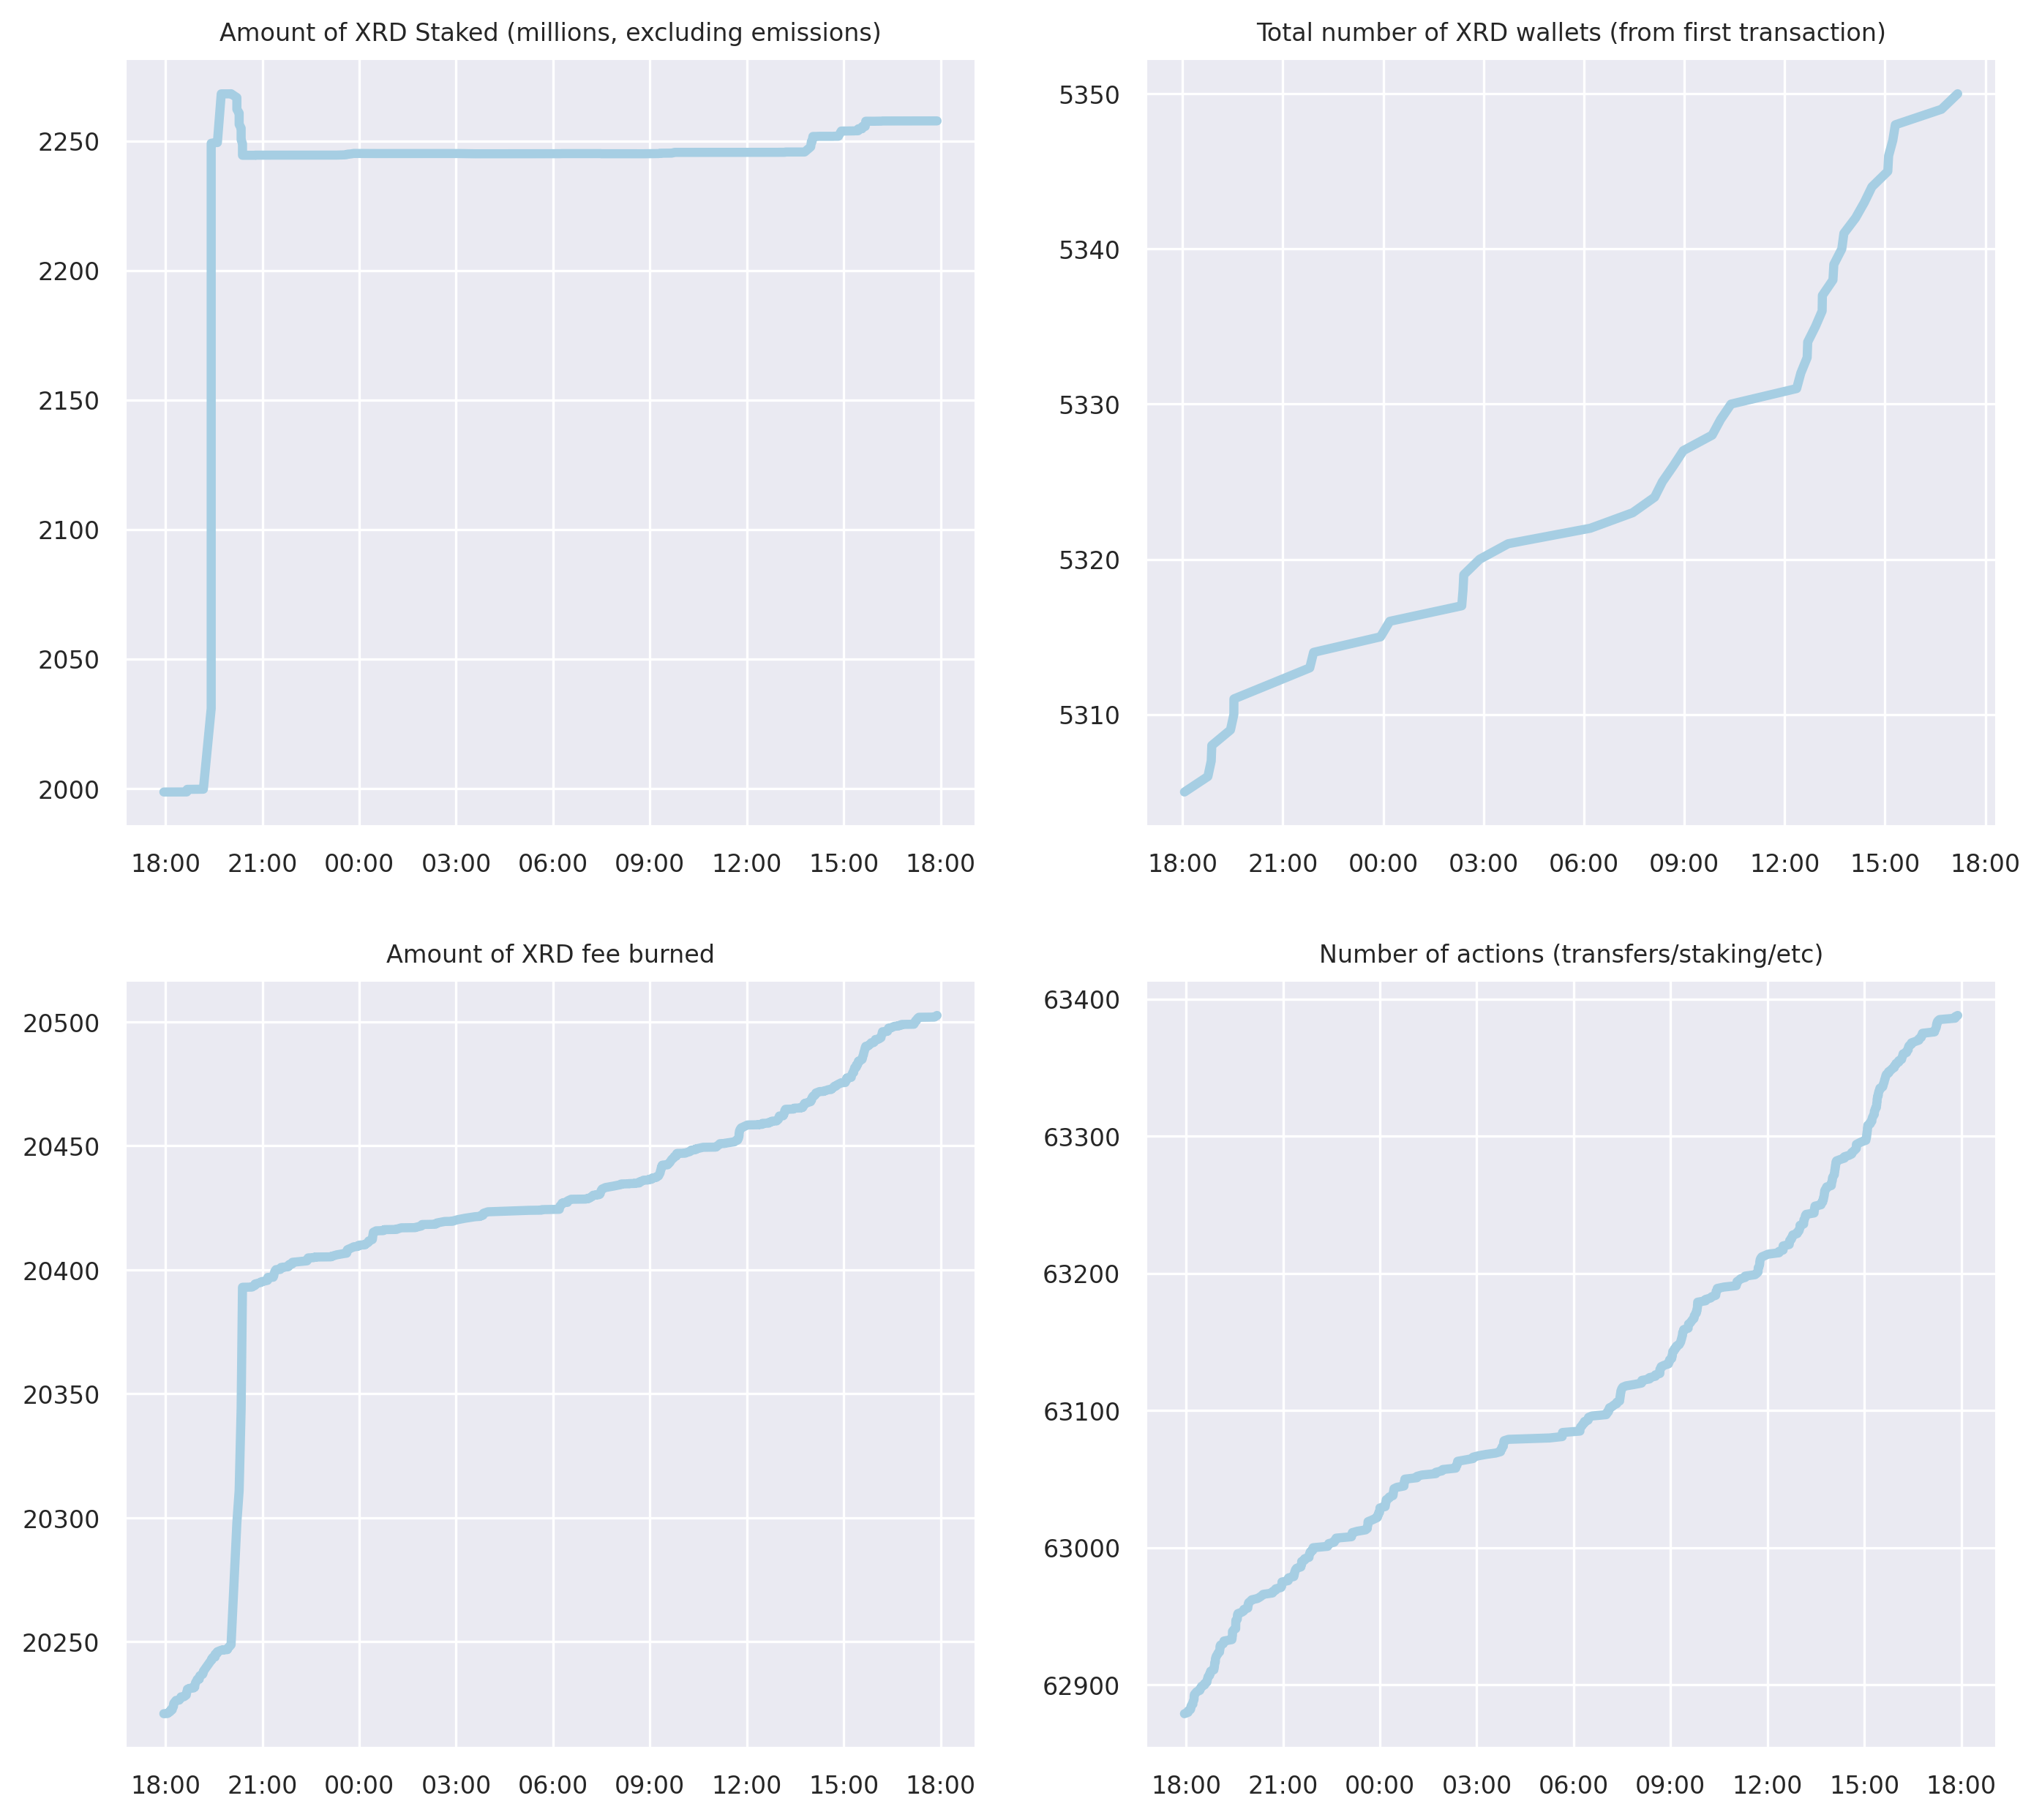 Amount of XRD Staked (millions, excluding emissions)
2250
2200
2150
2100
2050
2000
18:00 21:00 00:00 03:00 06:00 09:00 12:00 15:00 18:00
Total number of XRD wallets (from first transaction)
5350
5340
5330
5320
5310
18:00 21:00 00:00 03:00 06:00 09:00 12:00 15:00 18:00
Amount of XRD fee burned
20500
20450
20400
20350
20300
20250
18:00 21:00 00:00 03:00 06:00 09:00 12:00 15:00 18:00
Number of actions (transfers/staking/etc)
63400
63300
63200
63100
63000
62900
18:00 21:00 00:00 03:00 06:00 09:00 12:00 15:00 18:00